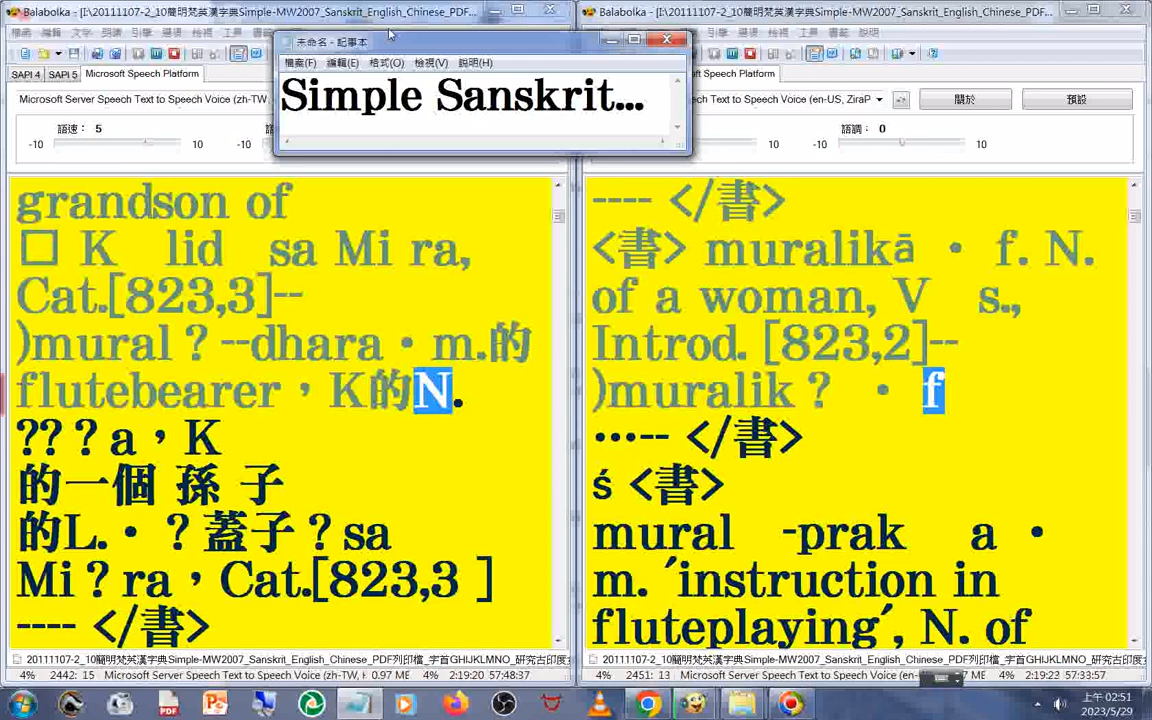 Balabolka - [I:\20111107-2_10簡明梵英漢字典Simple-MW2007_Sanskrit_English_Chinese_PDF...
Balabolka - [I:\20111107-2_10簡明梵英漢字典Simple-MW2007_Sanskrit_English_Chinese_PDF...
未命名 - 記事本
檔案(F) 編輯(E) 格式(O) 檢視(V) 說明(H)
Simple Sanskrit...
SAPI 4 SAPI 5 Microsoft Speech Platform
Speech Platform
Microsoft Server Speech Text to Speech Voice (zh-TW,
ch Text to Speech Voice (en-US, ZiraP
關於
預設
語速： 5
語調： 0
-10 10 -10
10 -10 10
grandson of
□ K lid sa Mi ra,
Cat.[823,3]--
)mural ? --dhara • m.的
flutebearer，K的N.
?? ? a，K
的一個 孫 子
的L. • ? 蓋子 ? sa
Mi ? ra，Cat.[823,3 ]
---- </書>
---- </書>
<書> muralikā • f. N.
of a woman, V s.,
Introd. [823,2]--
)muralik ? • f
•••-- </書>
ś <書>
mural -prak a •
m. ′instruction in
fluteplaying′, N. of
20111107-2_10簡明梵英漢字典Simple-MW2007_Sanskrit_English_Chinese_PDF列印檔_字首GHIJKLMNO_研究古印度
20111107-2_10簡明梵英漢字典Simple-MW2007_Sanskrit_English_Chinese_PDF列印檔_字首GHIJKLMNO_研究古印度
4% 2442: 15 Microsoft Server Speech Text to Speech Voice (zh-TW, 0.97 ME 2:19:20 57:48:37
4% 2451: 13 Microsoft Server Speech Text to Speech Voice (en-US, ME 2:19:23 57:33:57
上午 02:51
2023/5/29